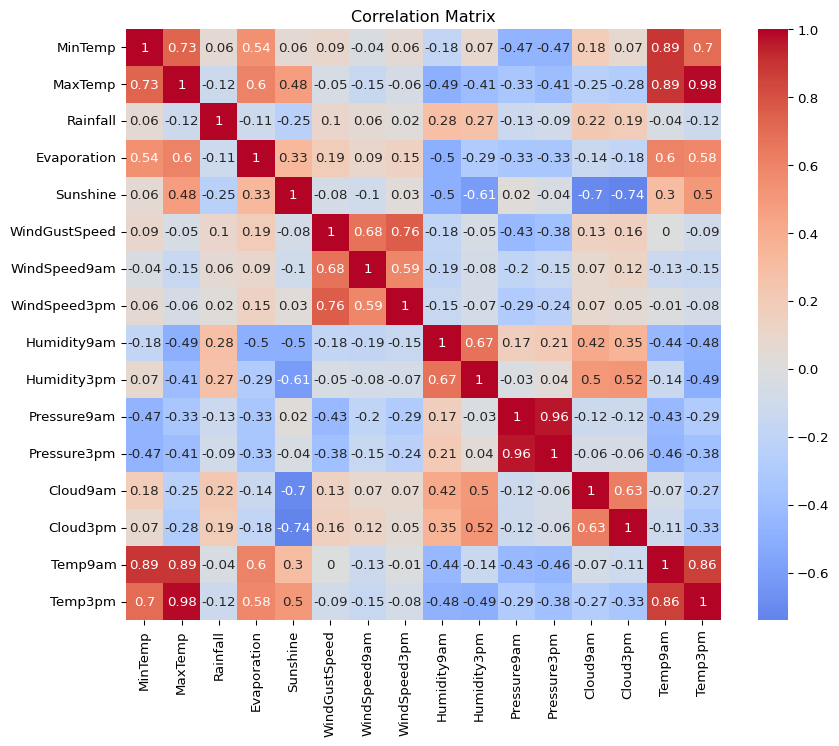 Correlation Matrix
MinTemp 1 0.73 0.06 0.54 0.06 0.09 -0.04 0.06 -0.18 0.07 -0.47 -0.47 0.18 0.07 0.89 0.7
MaxTemp 0.73 1 -0.12 0.6 0.48 -0.05 -0.15 -0.06 -0.49 -0.41 -0.33 -0.41 -0.25 -0.28 0.89 0.98
Rainfall 0.06 -0.12 1 -0.11 -0.25 0.1 0.06 0.02 0.28 0.27 -0.13 -0.09 0.22 0.19 -0.04 -0.12
Evaporation 0.54 0.6 -0.11 1 0.33 0.19 0.09 0.15 -0.5 -0.29 -0.33 -0.33 -0.14 -0.18 0.6 0.58
Sunshine 0.06 0.48 -0.25 0.33 1 -0.08 -0.1 0.03 -0.5 -0.61 0.02 -0.04 -0.7 -0.74 0.3 0.5
WindGustSpeed 0.09 -0.05 0.1 0.19 -0.08 1 0.68 0.76 -0.18 -0.05 -0.43 -0.38 0.13 0.16 0 -0.09
WindSpeed9am -0.04 -0.15 0.06 0.09 -0.1 0.68 1 0.59 -0.19 -0.08 -0.2 -0.15 0.07 0.12 -0.13 -0.15
WindSpeed3pm 0.06 -0.06 0.02 0.15 0.03 0.76 0.59 1 -0.15 -0.07 -0.29 -0.24 0.07 0.05 -0.01 -0.08
Humidity9am -0.18 -0.49 0.28 -0.5 -0.5 -0.18 -0.19 -0.15 1 0.67 0.17 0.21 0.42 0.35 -0.44 -0.48
Humidity3pm 0.07 -0.41 0.27 -0.29 -0.61 -0.05 -0.08 -0.07 0.67 1 -0.03 0.04 0.5 0.52 -0.14 -0.49
Pressure9am -0.47 -0.33 -0.13 -0.33 0.02 -0.43 -0.2 -0.29 0.17 -0.03 1 0.96 -0.12 -0.12 -0.43 -0.29
Pressure3pm -0.47 -0.41 -0.09 -0.33 -0.04 -0.38 -0.15 -0.24 0.21 0.04 0.96 1 -0.06 -0.06 -0.46 -0.38
Cloud9am 0.18 -0.25 0.22 -0.14 -0.7 0.13 0.07 0.07 0.42 0.5 -0.12 -0.06 1 0.63 -0.07 -0.27
Cloud3pm 0.07 -0.28 0.19 -0.18 -0.74 0.16 0.12 0.05 0.35 0.52 -0.12 -0.06 0.63 1 -0.11 -0.33
Temp9am 0.89 0.89 -0.04 0.6 0.3 0 -0.13 -0.01 -0.44 -0.14 -0.43 -0.46 -0.07 -0.11 1 0.86
Temp3pm 0.7 0.98 -0.12 0.58 0.5 -0.09 -0.15 -0.08 -0.48 -0.49 -0.29 -0.38 -0.27 -0.33 0.86 1
MinTemp
MaxTemp
Rainfall
Evaporation
Sunshine
WindGustSpeed
WindSpeed9am
WindSpeed3pm
Humidity9am
Humidity3pm
Pressure9am
Pressure3pm
Cloud9am
Cloud3pm
Temp9am
Temp3pm
1.0
0.8
0.6
0.4
0.2
0.0
−0.2
−0.4
−0.6